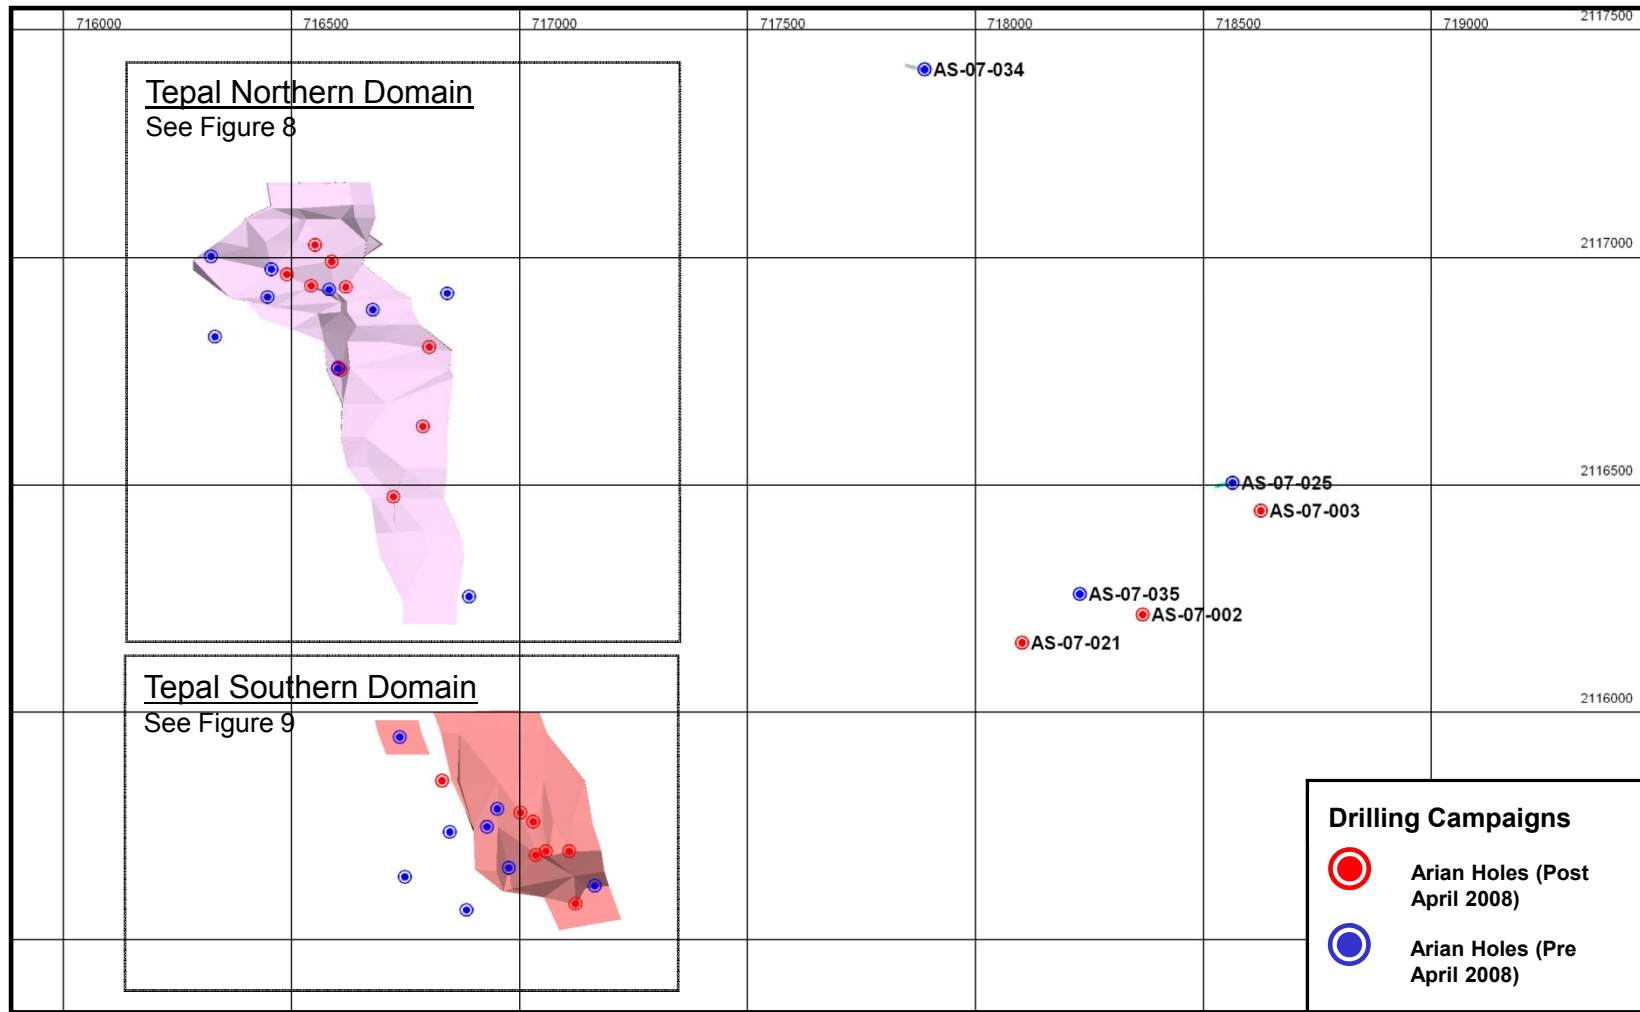 716000
716500
717000
717500
718000
718500
719000
2117500
AS-07-034
Tepal Northern Domain
See Figure 8
2117000
2116500
AS-07-025
AS-07-003
AS-07-035
AS-07-002
AS-07-021
Tepal Southern Domain
See Figure 9
2116000
Drilling Campaigns
Arian Holes (Post
April 2008)
Arian Holes (Pre
April 2008)